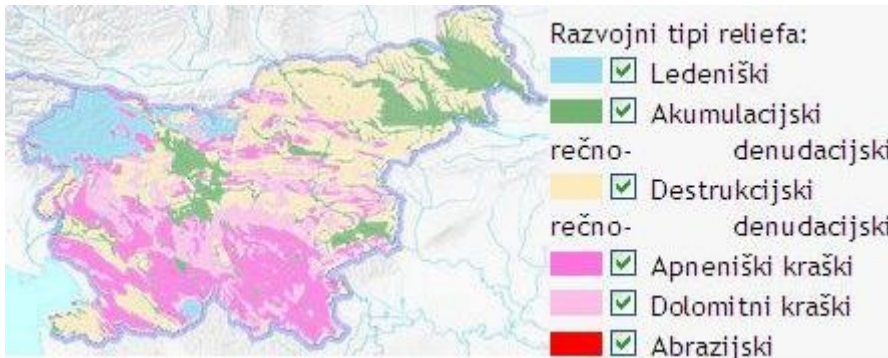 Razvojni tipi reliefa:
Ledeniški
Akumulacijski
rečno- denudacijski
Destrukcijski
rečno- denudacijski
Apneniški kraški
Dolomitni kraški
Abrazijski